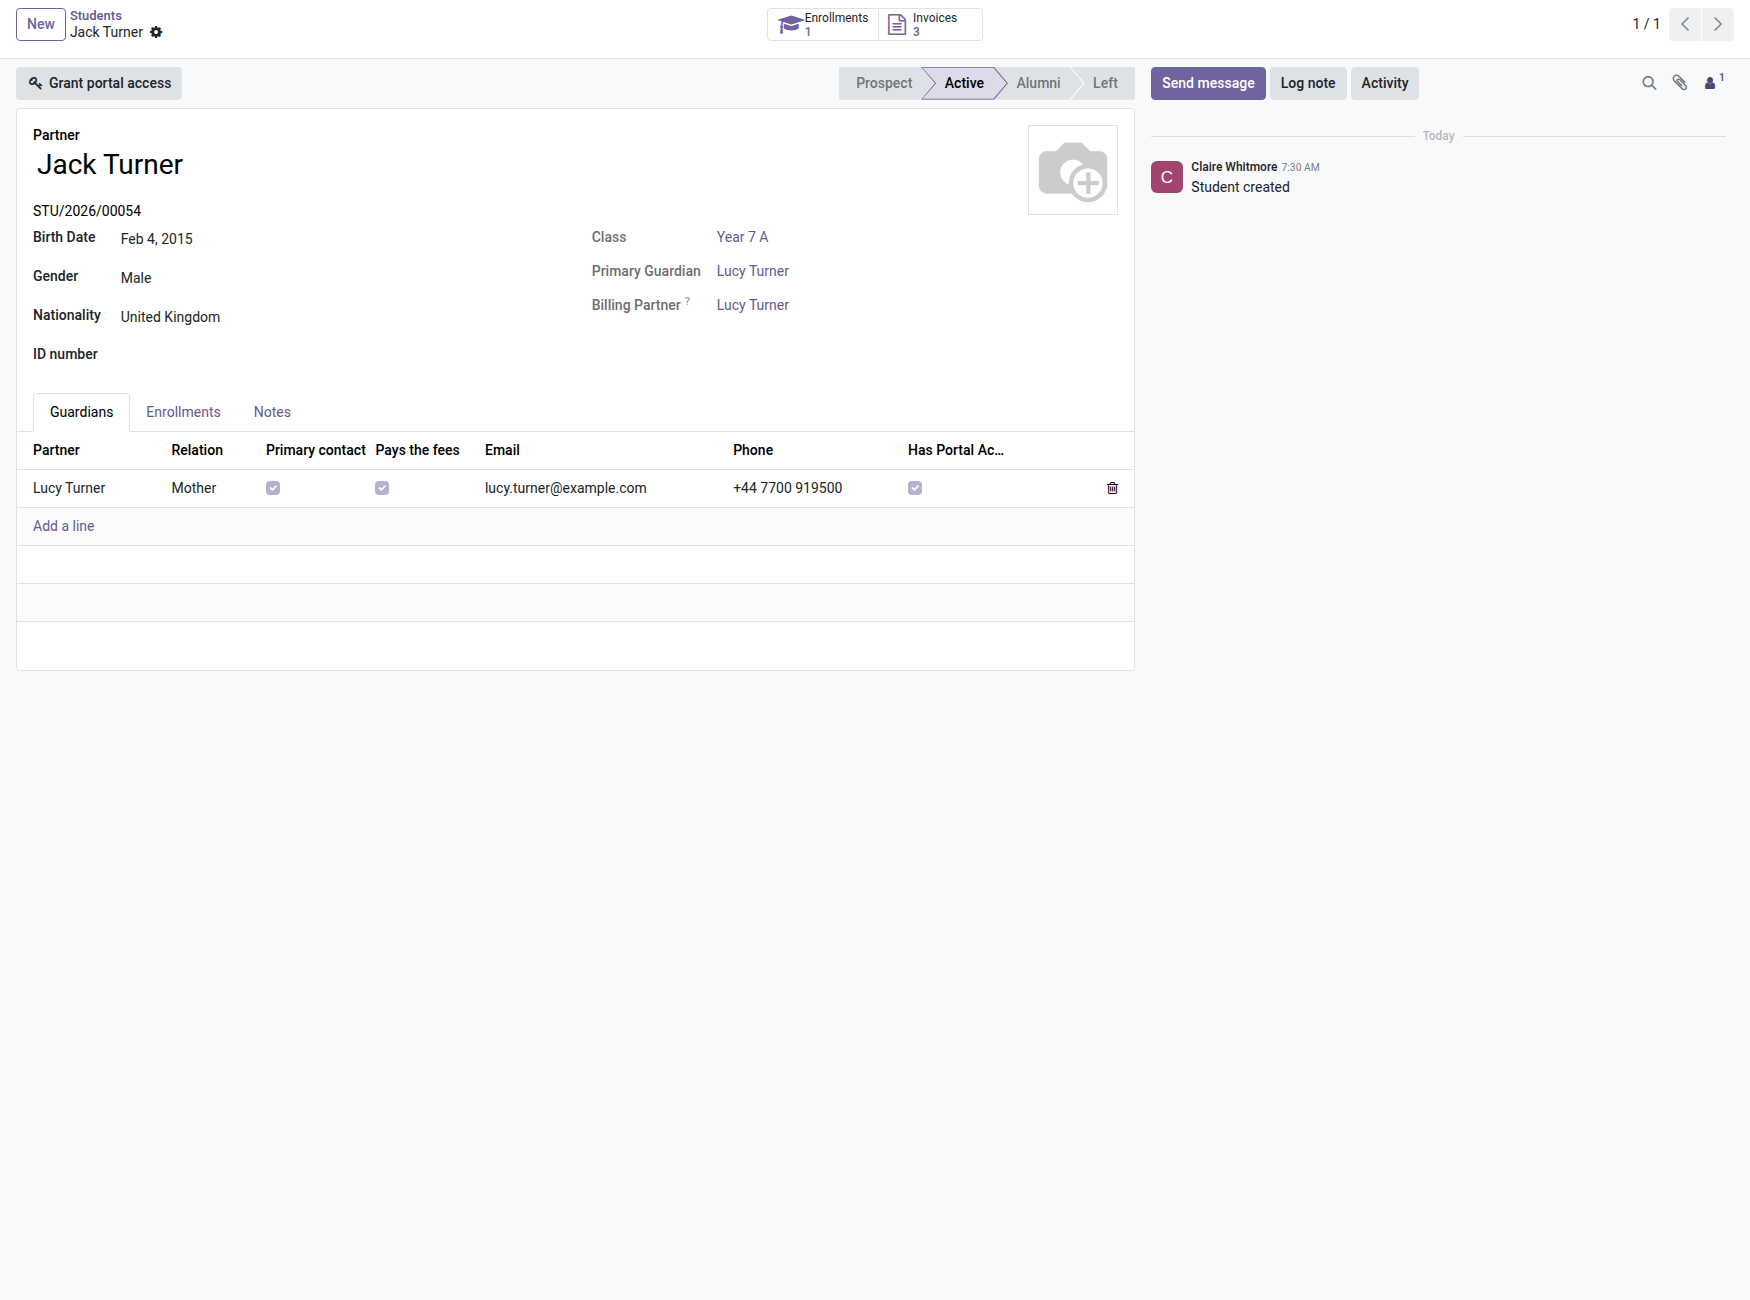 New
Students
Jack Turner
Enrollments
1
Invoices
3
1 / 1
Grant portal access
Prospect
Active
Alumni
Left
Send message
Log note
Activity
1
Partner
Jack Turner
STU/2026/00054
Birth Date Feb 4, 2015
Gender Male
Nationality United Kingdom
ID number
Class Year 7 A
Primary Guardian Lucy Turner
Billing Partner ? Lucy Turner
Guardians Enrollments Notes
Partner Relation Primary contact Pays the fees Email Phone Has Portal Ac...
Lucy Turner Mother lucy.turner@example.com +44 7700 919500
Add a line
Today
C
Claire Whitmore 7:30 AM
Student created